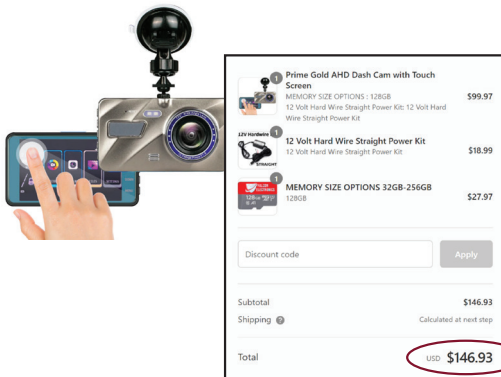 1
Prime Gold AHD Dash Cam with Touch
Screen
MEMORY SIZE OPTIONS : 128GB
12 Volt Hard Wire Straight Power Kit: 12 Volt Hard
Wire Straight Power Kit
$99.97
12V Hardwire
STRAIGHT
1
12 Volt Hard Wire Straight Power Kit
12 Volt Hard Wire Straight Power Kit
$18.99
1
128GB
MEMORY SIZE OPTIONS 32GB-256GB
128GB
$27.97
Discount code
Apply
Subtotal
$146.93
Shipping ?
Calculated at next step
Total
USD $146.93